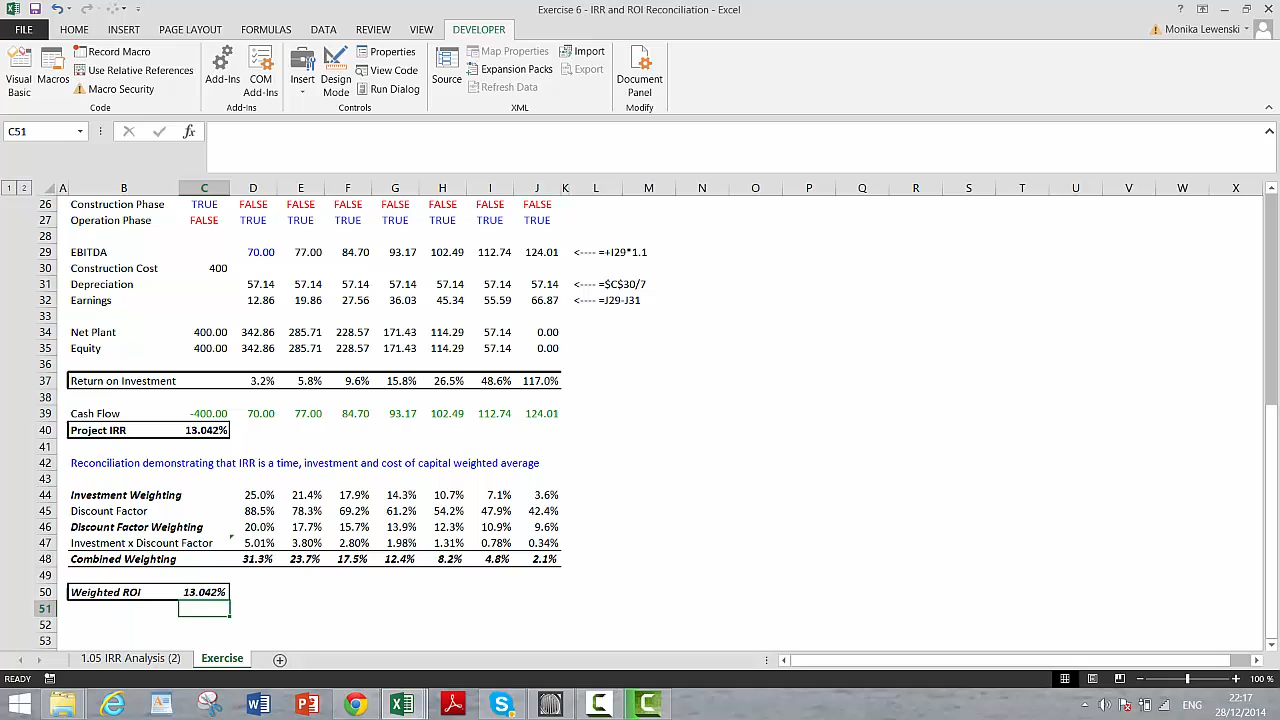 Exercise 6 - IRR and ROI Reconciliation - Excel
FILE HOME INSERT PAGE LAYOUT FORMULAS DATA REVIEW VIEW DEVELOPER Monika Lewenski
Visual Basic
Macros
Record Macro
Use Relative References
Macro Security
Code
Add-Ins
COM Add-Ins
Add-Ins
Insert
Design Mode
Properties
View Code
Run Dialog
Controls
Source
Map Properties
Expansion Packs
Refresh Data
Import
Export
XML
Document Panel
Modify
C51 fx
1 2 A B C D E F G H I J K L M N O P Q R S T U V W X
26 Construction Phase TRUE FALSE FALSE FALSE FALSE FALSE FALSE FALSE
27 Operation Phase FALSE TRUE TRUE TRUE TRUE TRUE TRUE TRUE
28
29 EBITDA 70.00 77.00 84.70 93.17 102.49 112.74 124.01 <---- =+I29*1.1
30 Construction Cost 400
31 Depreciation 57.14 57.14 57.14 57.14 57.14 57.14 57.14 <---- =$C$30/7
32 Earnings 12.86 19.86 27.56 36.03 45.34 55.59 66.87 <---- =J29-J31
33
34 Net Plant 400.00 342.86 285.71 228.57 171.43 114.29 57.14 0.00
35 Equity 400.00 342.86 285.71 228.57 171.43 114.29 57.14 0.00
36
37 Return on Investment 3.2% 5.8% 9.6% 15.8% 26.5% 48.6% 117.0%
38
39 Cash Flow -400.00 70.00 77.00 84.70 93.17 102.49 112.74 124.01
40 Project IRR 13.042%
41
42 Reconciliation demonstrating that IRR is a time, investment and cost of capital weighted average
43
44 Investment Weighting 25.0% 21.4% 17.9% 14.3% 10.7% 7.1% 3.6%
45 Discount Factor 88.5% 78.3% 69.2% 61.2% 54.2% 47.9% 42.4%
46 Discount Factor Weighting 20.0% 17.7% 15.7% 13.9% 12.3% 10.9% 9.6%
47 Investment x Discount Factor 5.01% 3.80% 2.80% 1.98% 1.31% 0.78% 0.34%
48 Combined Weighting 31.3% 23.7% 17.5% 12.4% 8.2% 4.8% 2.1%
49
50 Weighted ROI 13.042%
51
52
53
1.05 IRR Analysis (2) Exercise
READY 100 %
ENG 22:17
28/12/2014